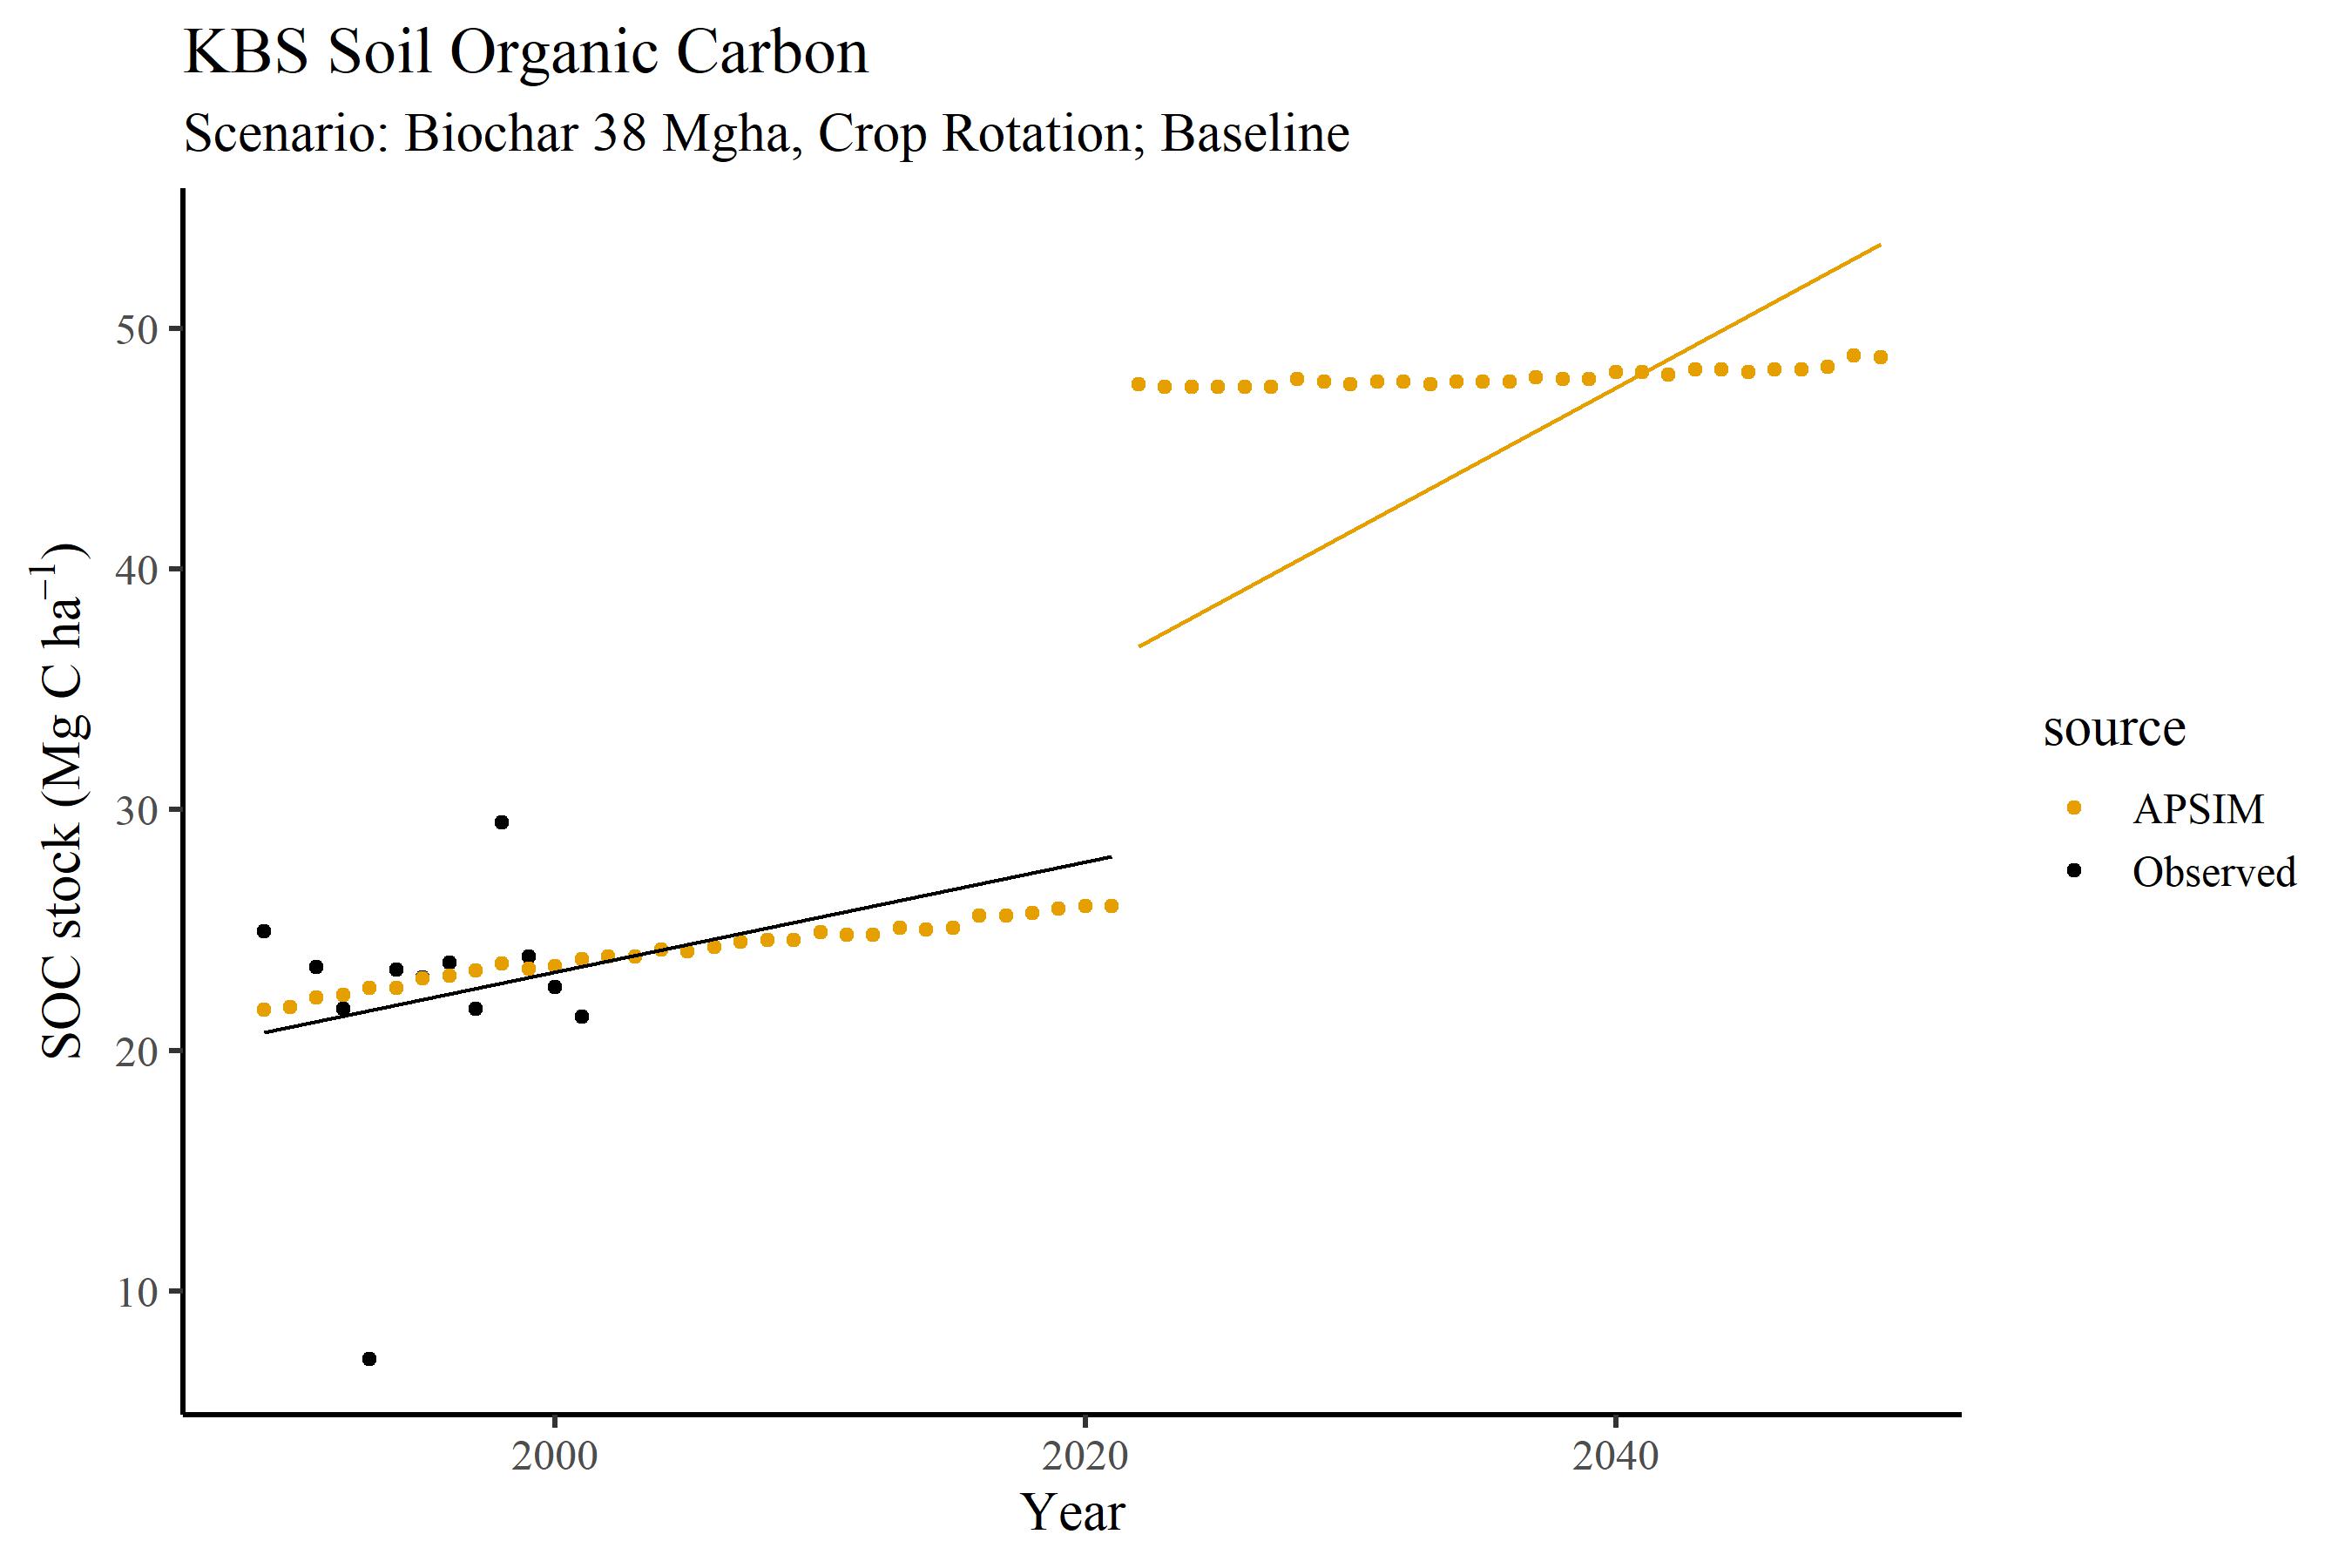 KBS Soil Organic Carbon
Scenario: Biochar 38 Mgha, Crop Rotation; Baseline
SOC stock (Mg C ha⁻¹)
50
40
30
20
10
2000
2020
2040
Year
source
APSIM
Observed